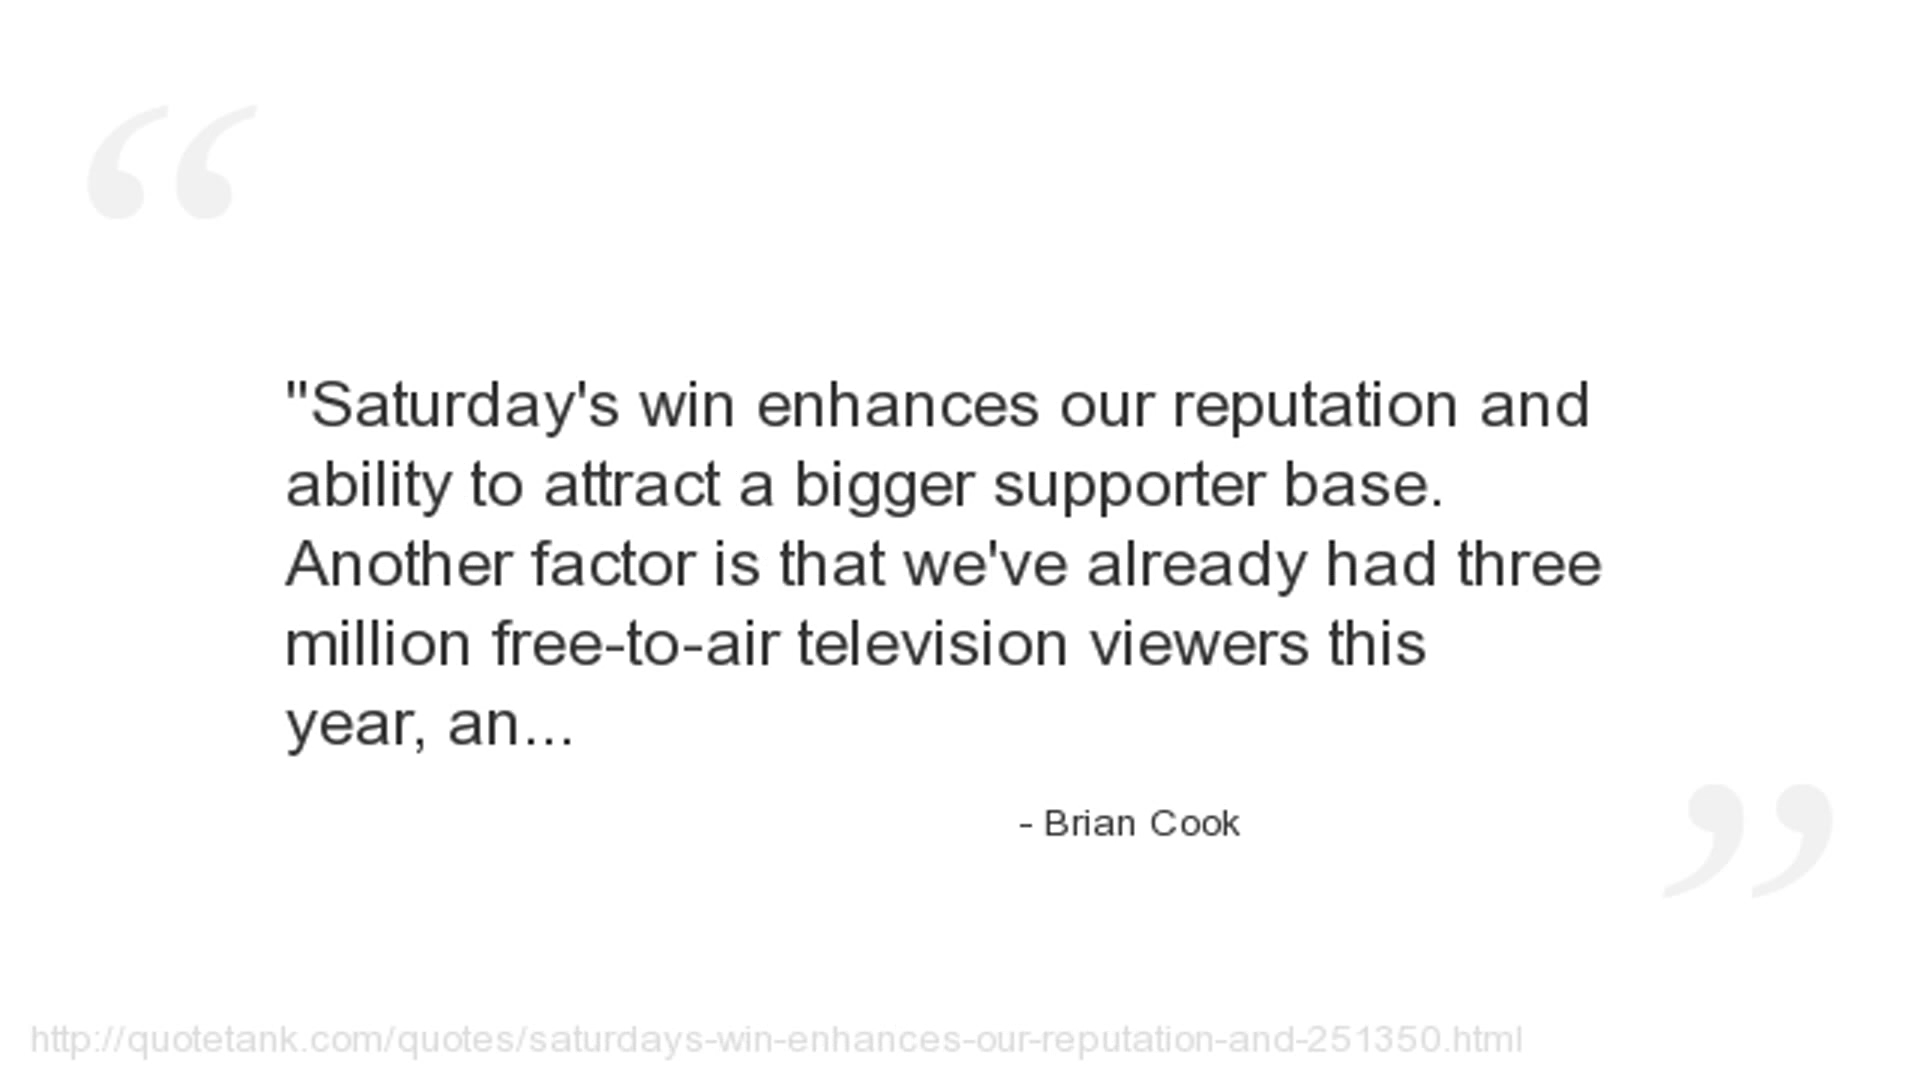 "Saturday's win enhances our reputation and
ability to attract a bigger supporter base.
Another factor is that we've already had three
million free-to-air television viewers this
year, an...
- Brian Cook
http://quotetank.com/quotes/saturdays-win-enhances-our-reputation-and-251350.html